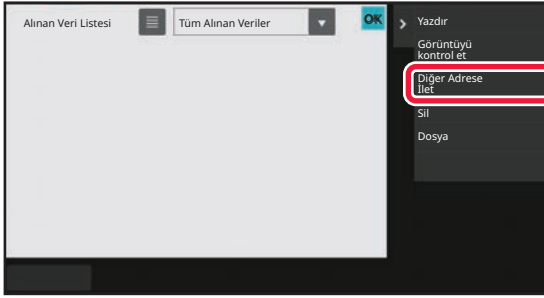 Alınan Veri Listesi
Tüm Alınan Veriler
OK
Yazdır
Görüntüyü
kontrol et
Diğer Adrese
İlet
Sil
Dosya